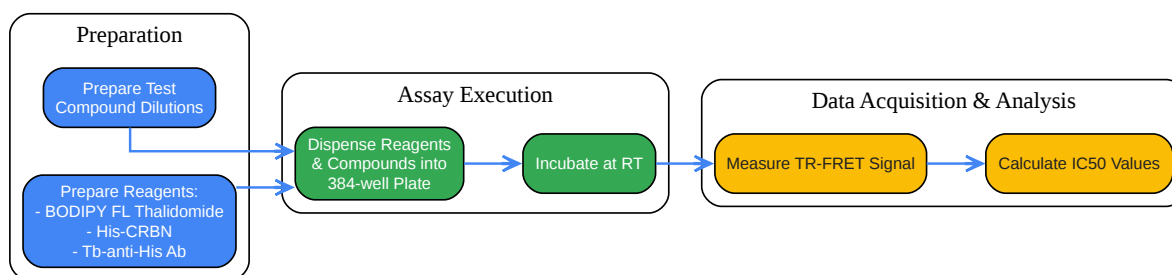 Preparation
Prepare Test
Compound Dilutions
Prepare Reagents:
- BODIPY FL Thalidomide
- His-CRBN
- Tb-anti-His Ab
Assay Execution
Dispense Reagents
& Compounds into
384-well Plate
Incubate at RT
Data Acquisition & Analysis
Measure TR-FRET Signal
Calculate IC50 Values